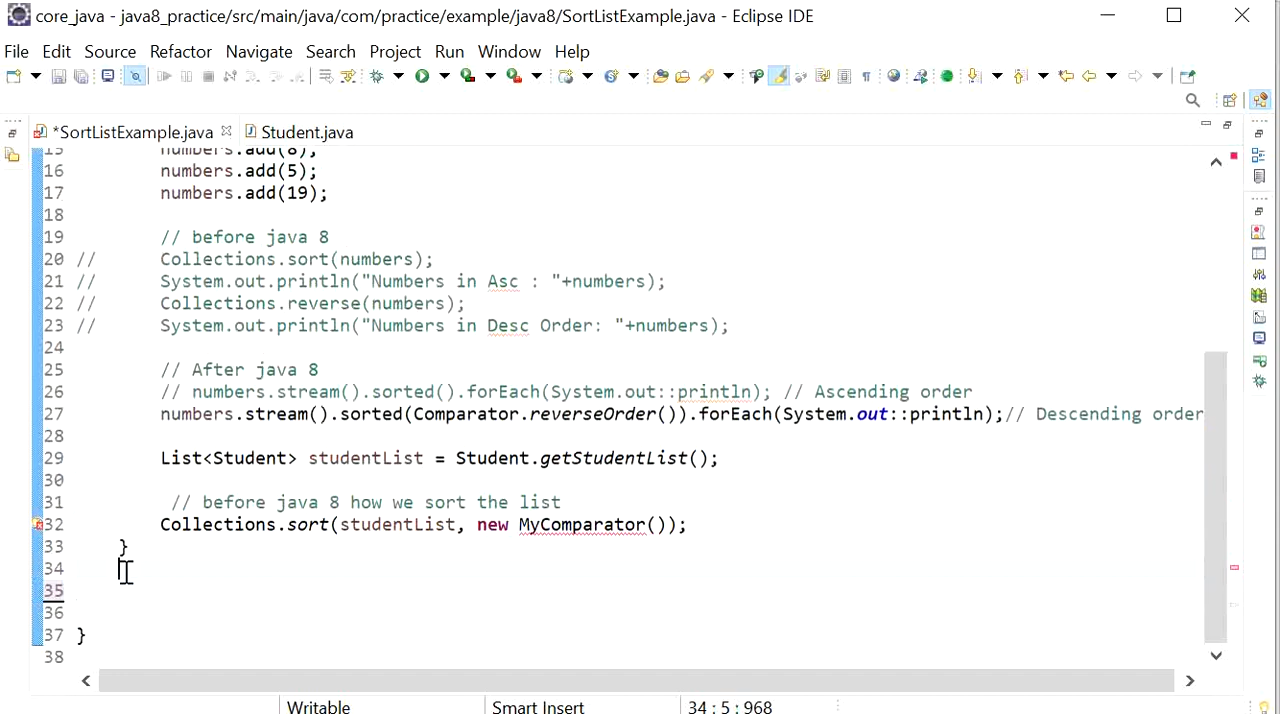 core_java - java8_practice/src/main/java/com/practice/example/java8/SortListExample.java - Eclipse IDE
File Edit Source Refactor Navigate Search Project Run Window Help
*SortListExample.java Student.java
15 numbers.add(8);
16 numbers.add(5);
17 numbers.add(19);
18
19 // before java 8
20 // Collections.sort(numbers);
21 // System.out.println("Numbers in Asc : "+numbers);
22 // Collections.reverse(numbers);
23 // System.out.println("Numbers in Desc Order: "+numbers);
24
25 // After java 8
26 // numbers.stream().sorted().forEach(System.out::println); // Ascending order
27 numbers.stream().sorted(Comparator.reverseOrder()).forEach(System.out::println);// Descending order
28
29 List<Student> studentList = Student.getStudentList();
30
31 // before java 8 how we sort the list
32 Collections.sort(studentList, new MyComparator());
33 }
34
35
36
37 }
38
Writable Smart Insert 34 : 5 : 968